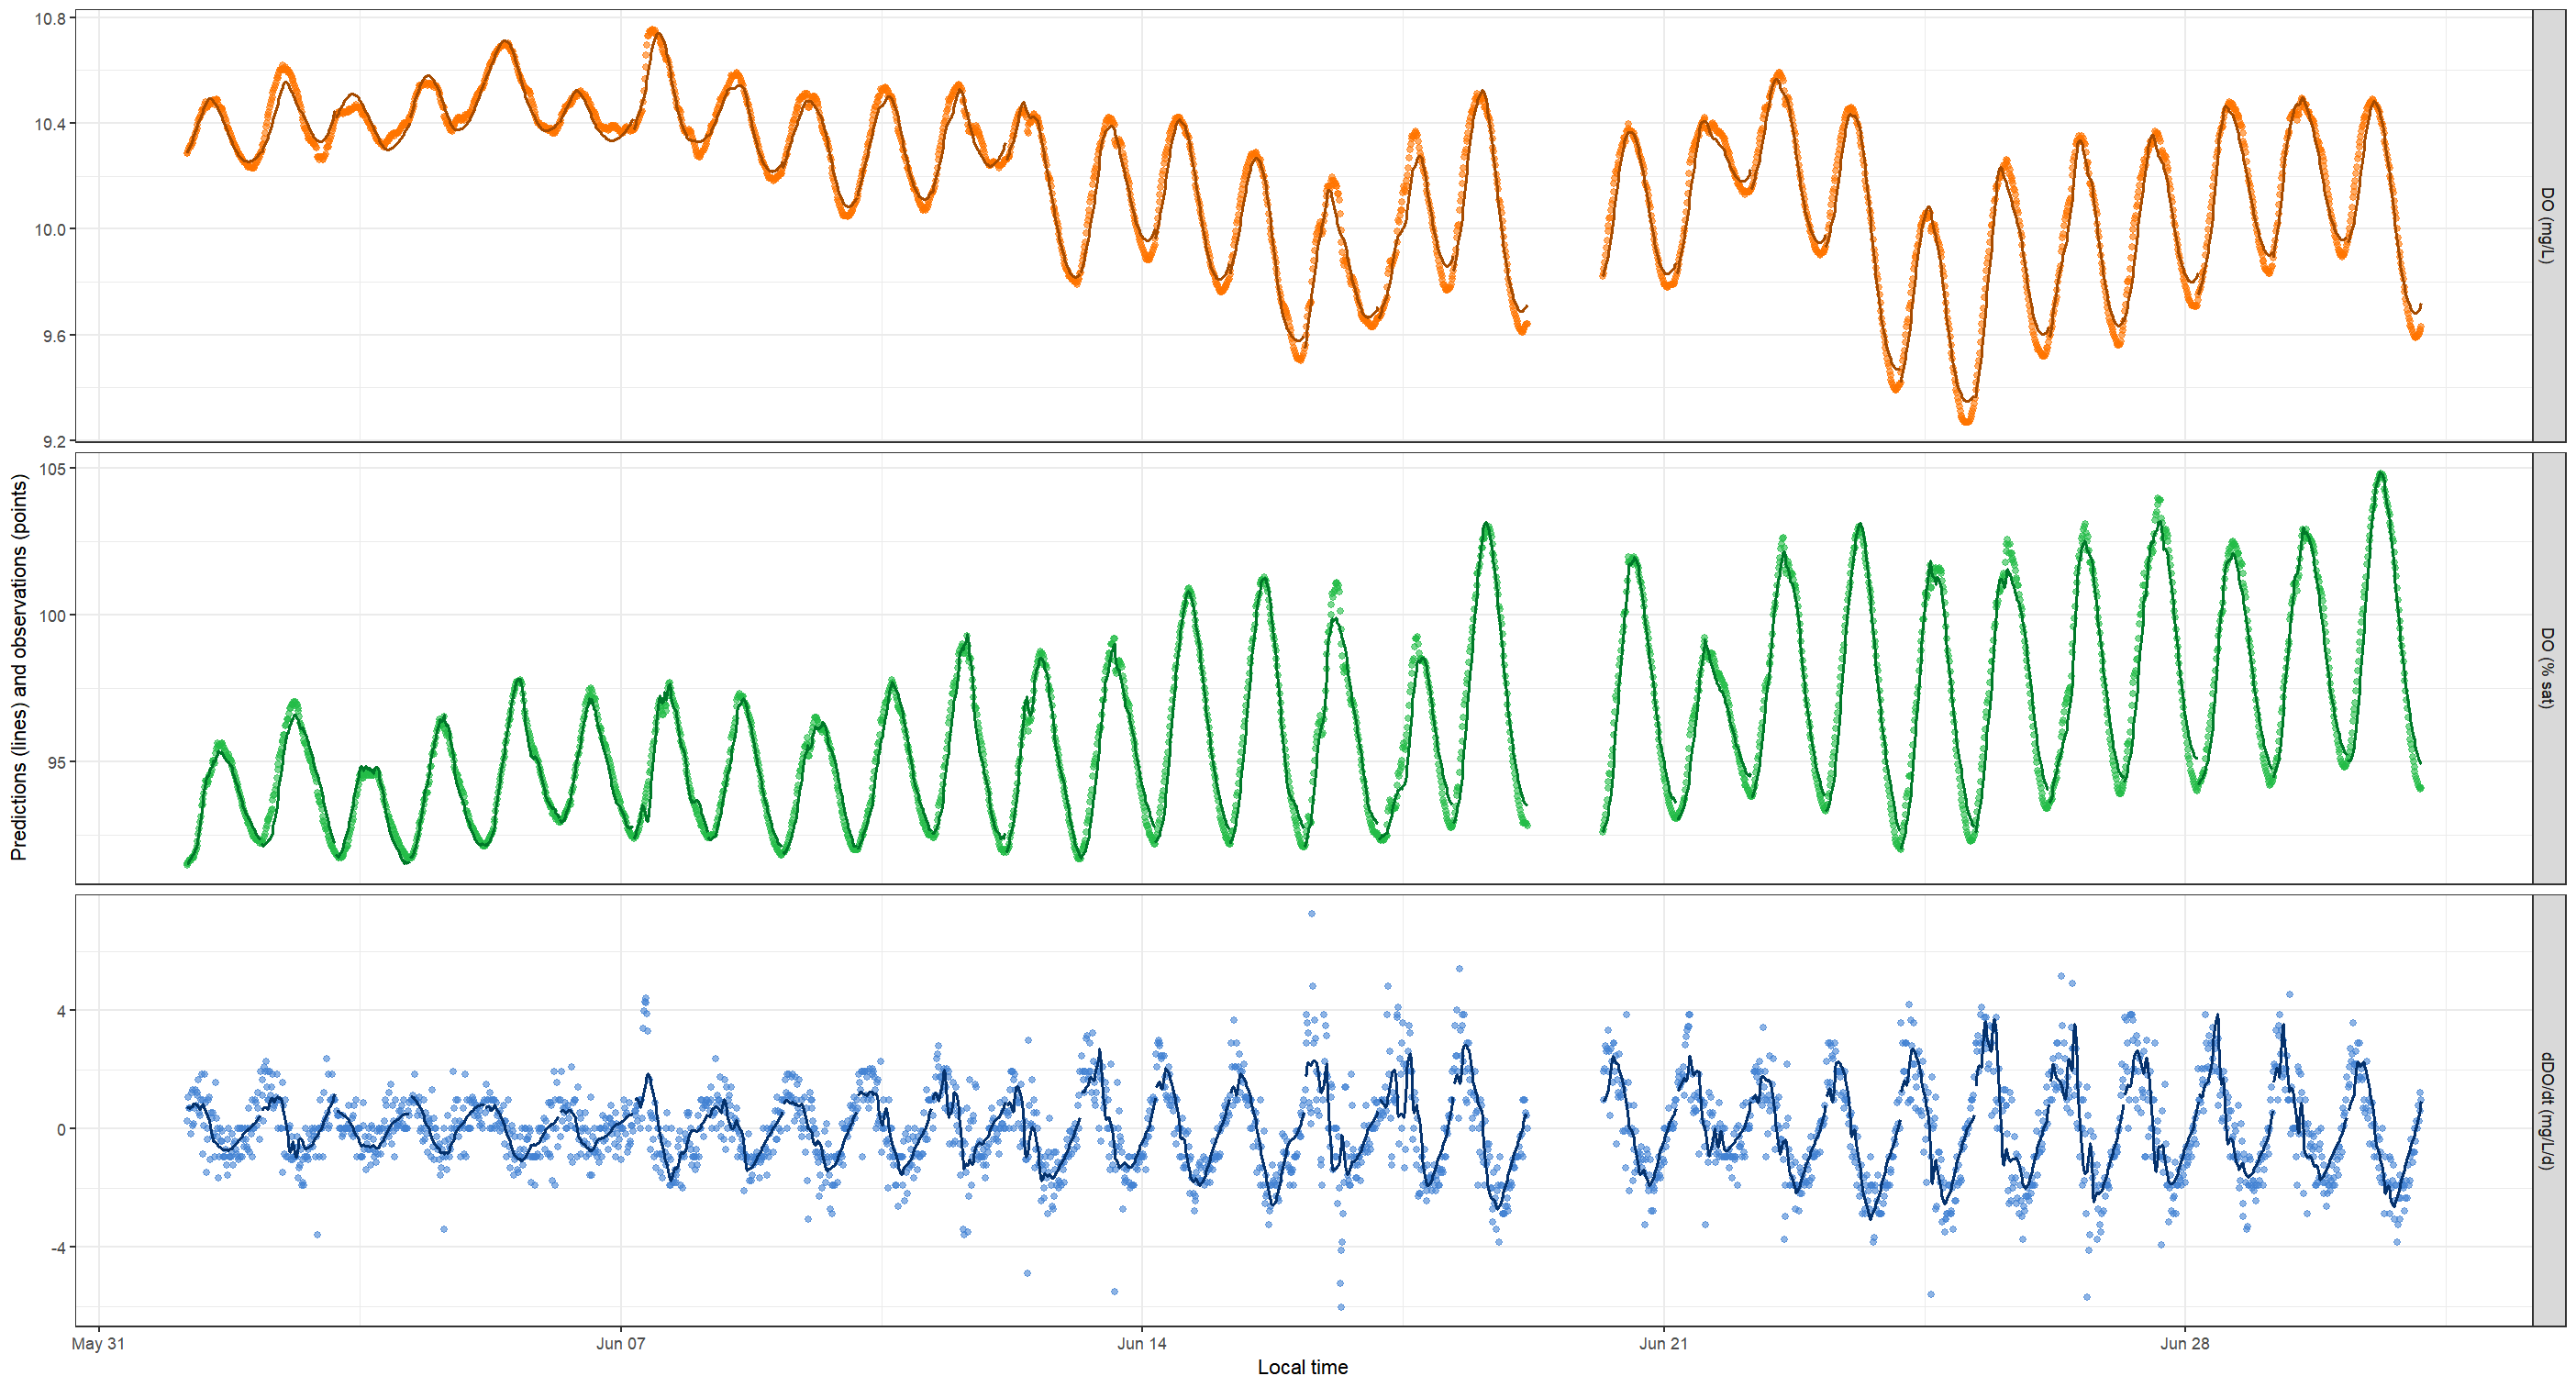 Predictions (lines) and observations (points)
10.8
10.4
10.0
9.6
9.2
DO (mg/L)
105
100
95
DO (% sat)
4
0
-4
dDO/dt (mg/L/d)
May 31
Jun 07
Jun 14
Jun 21
Jun 28
Local time